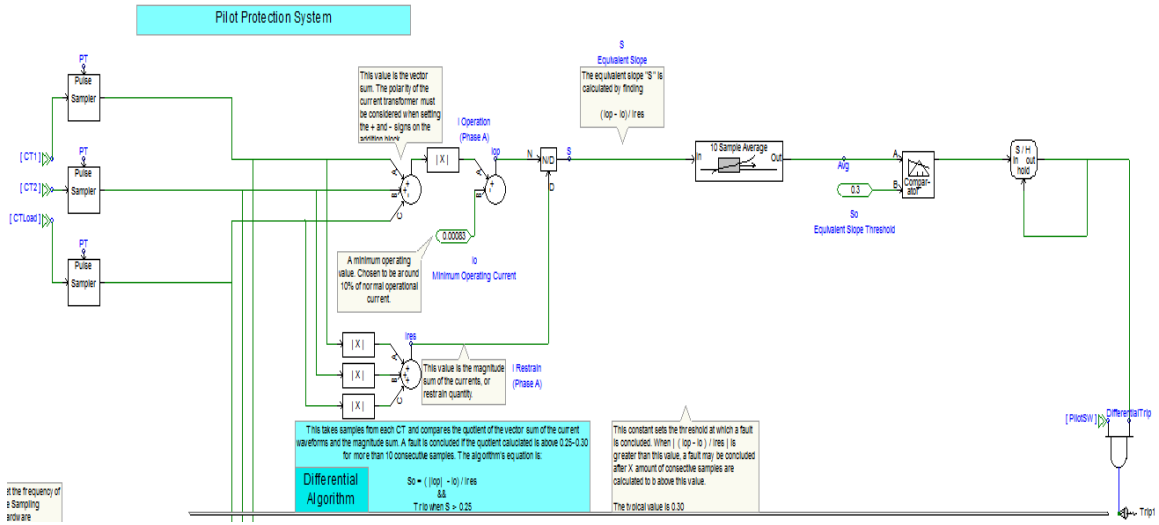 Pilot Protection System
PT
Pulse
Sampler
[ CT1 ]
PT
Pulse
Sampler
[ CT2 ]
[ CTLoad ]
PT
Pulse
Sampler
This value is the vector
sum. The polarity of the
current transformer must
be considered when setting
the + and - signs on the
addition block
I Operation
(Phase A)
|X|
Iop
A
B
C
+
+
-
+
-
N
N/D
D
S
S
Equivalent Slope
The equivalent slope "S" is
calculated by finding
(Iop - Io) / Ires
10 Sample Average
In
Out
Avg
A
B
Compar-
ator
0.3
So
Equivalent Slope Threshold
S / H
in out
hold
0.00083
Io
Minimum Operating Current
A minimum operating
value. Chosen to be around
10% of normal operational
current.
|X|
|X|
|X|
A
B
C
+
+
+
Ires
This value is the magnitude
sum of the currents, or
restrain quantity.
I Restrain
(Phase A)
This takes samples from each CT and compares the quotient of the vector sum of the current
waveforms and the magnitude sum. A fault is concluded if the quotient caluclated is above 0.25-0.30
for more than 10 consecutive samples. The algorithm's equation is:
Differential
Algorithm
So = ( |Iop| - Io) / Ires
&&
Trip when S > 0.25
This constant sets the threshold at which a fault
is concluded. When | ( Iop - Io ) / Ires | is
greater than this value, a fault may be concluded
after X amount of consective samples are
calculated to b above this value.
The typical value is 0.30
[ PilotSW ]
DifferentialTrip
Trip1
at the frequency of
e Sampling
ardware